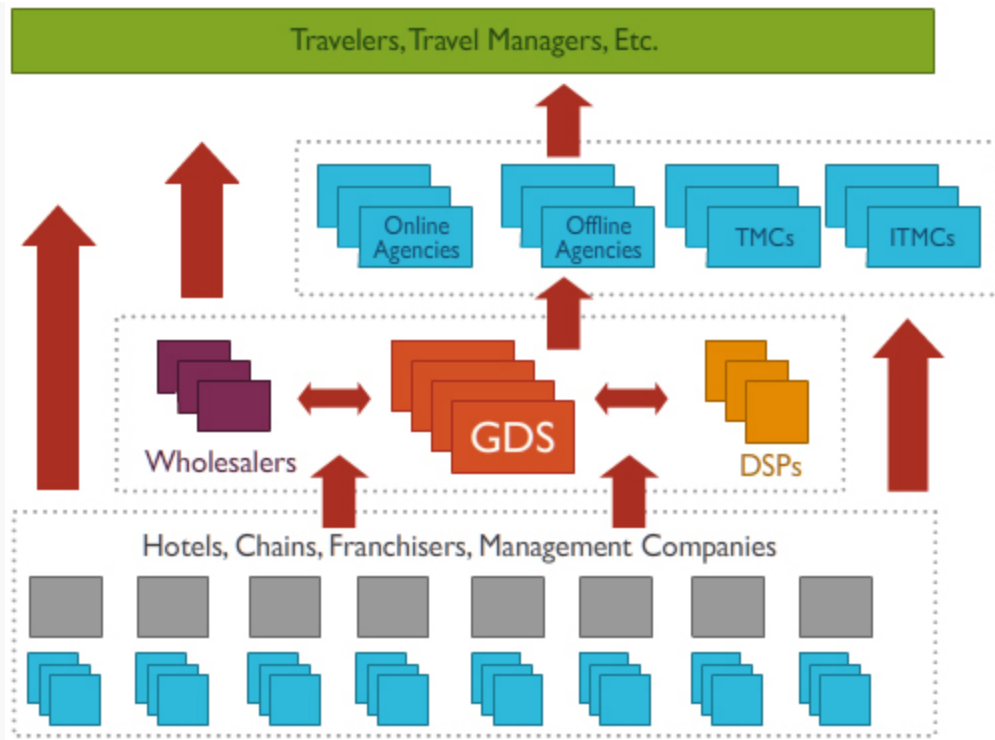 Travelers, Travel Managers, Etc.
Online
Agencies
Offline
Agencies
TMCs
ITMCs
GDS
Wholesalers
DSPs
Hotels, Chains, Franchisers, Management Companies